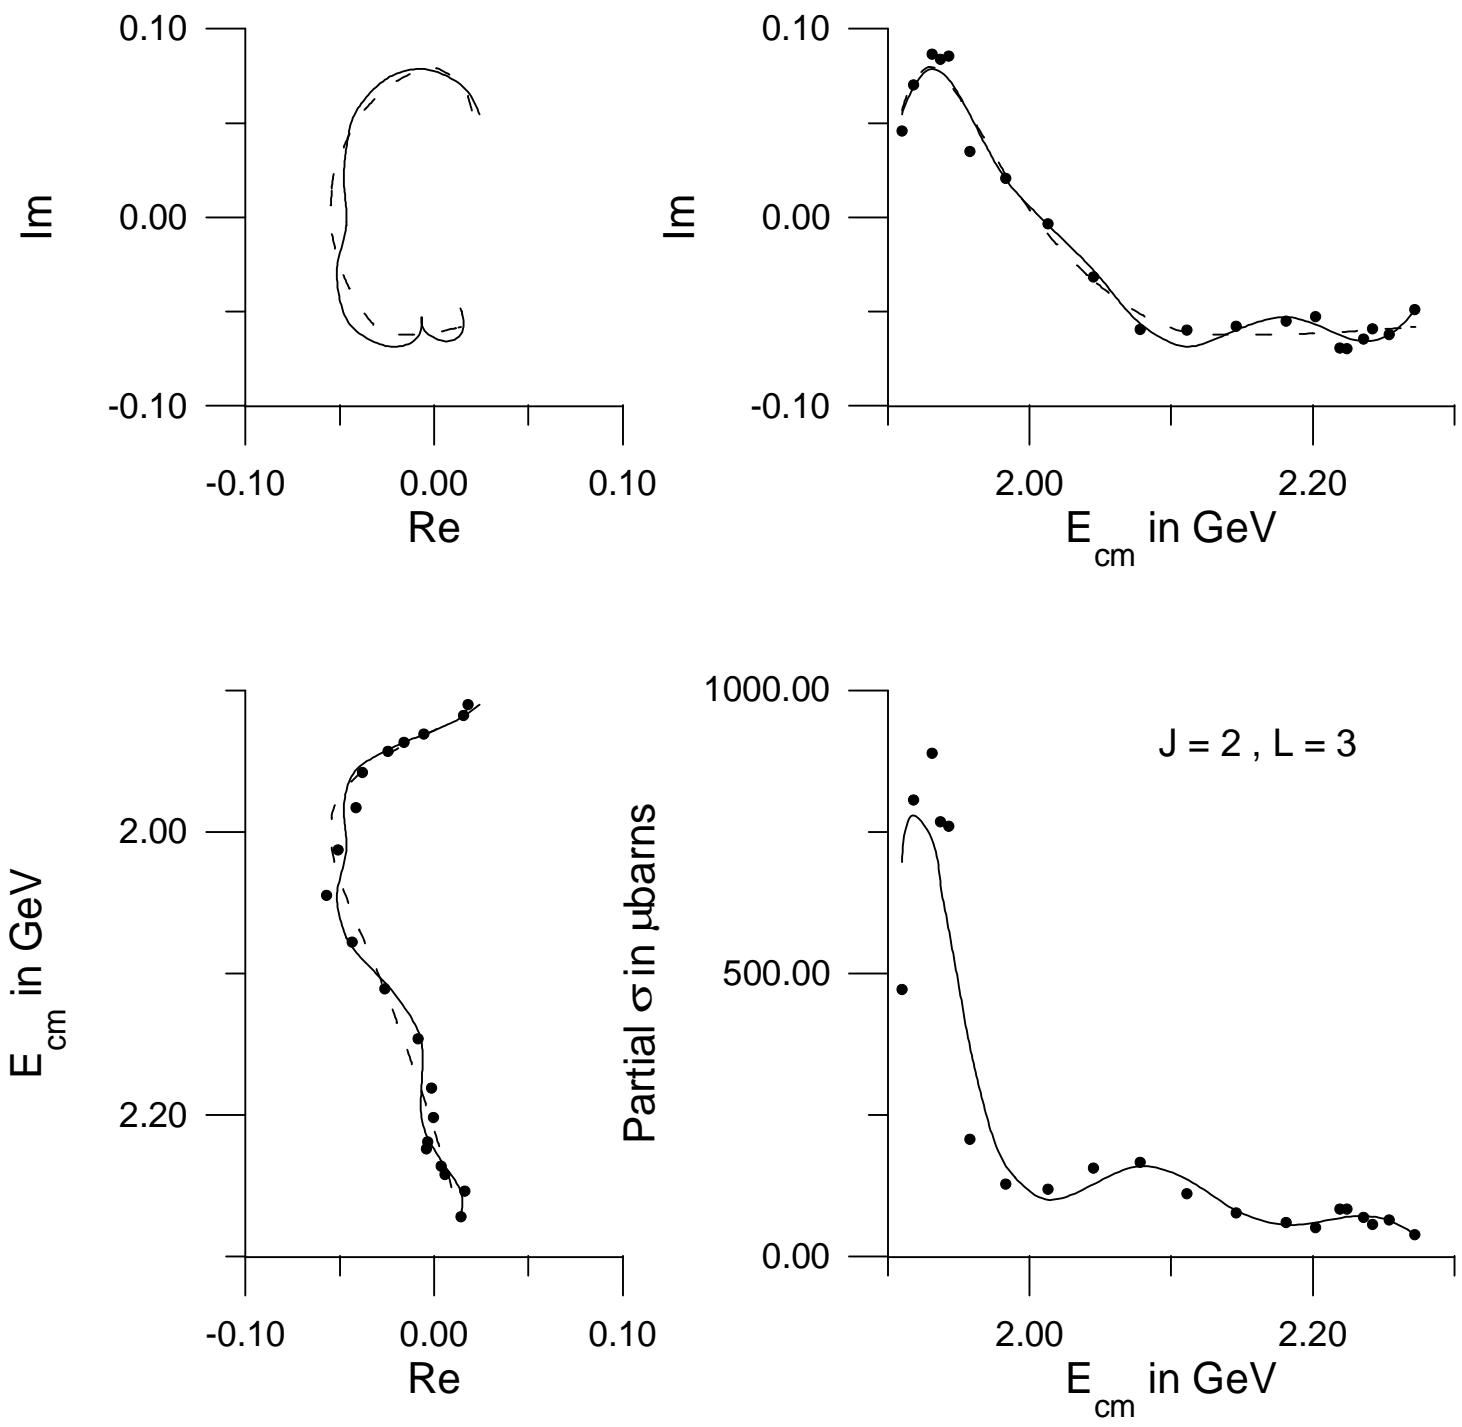 0.10
0.00
-0.10
Im
-0.10 0.00 0.10
Re
0.10
0.00
-0.10
Im
2.00 2.20
E cm in GeV
2.00
2.20
E cm in GeV
-0.10 0.00 0.10
Re
1000.00
500.00
0.00
Partial σ in μbarns
J = 2 , L = 3
2.00 2.20
E cm in GeV